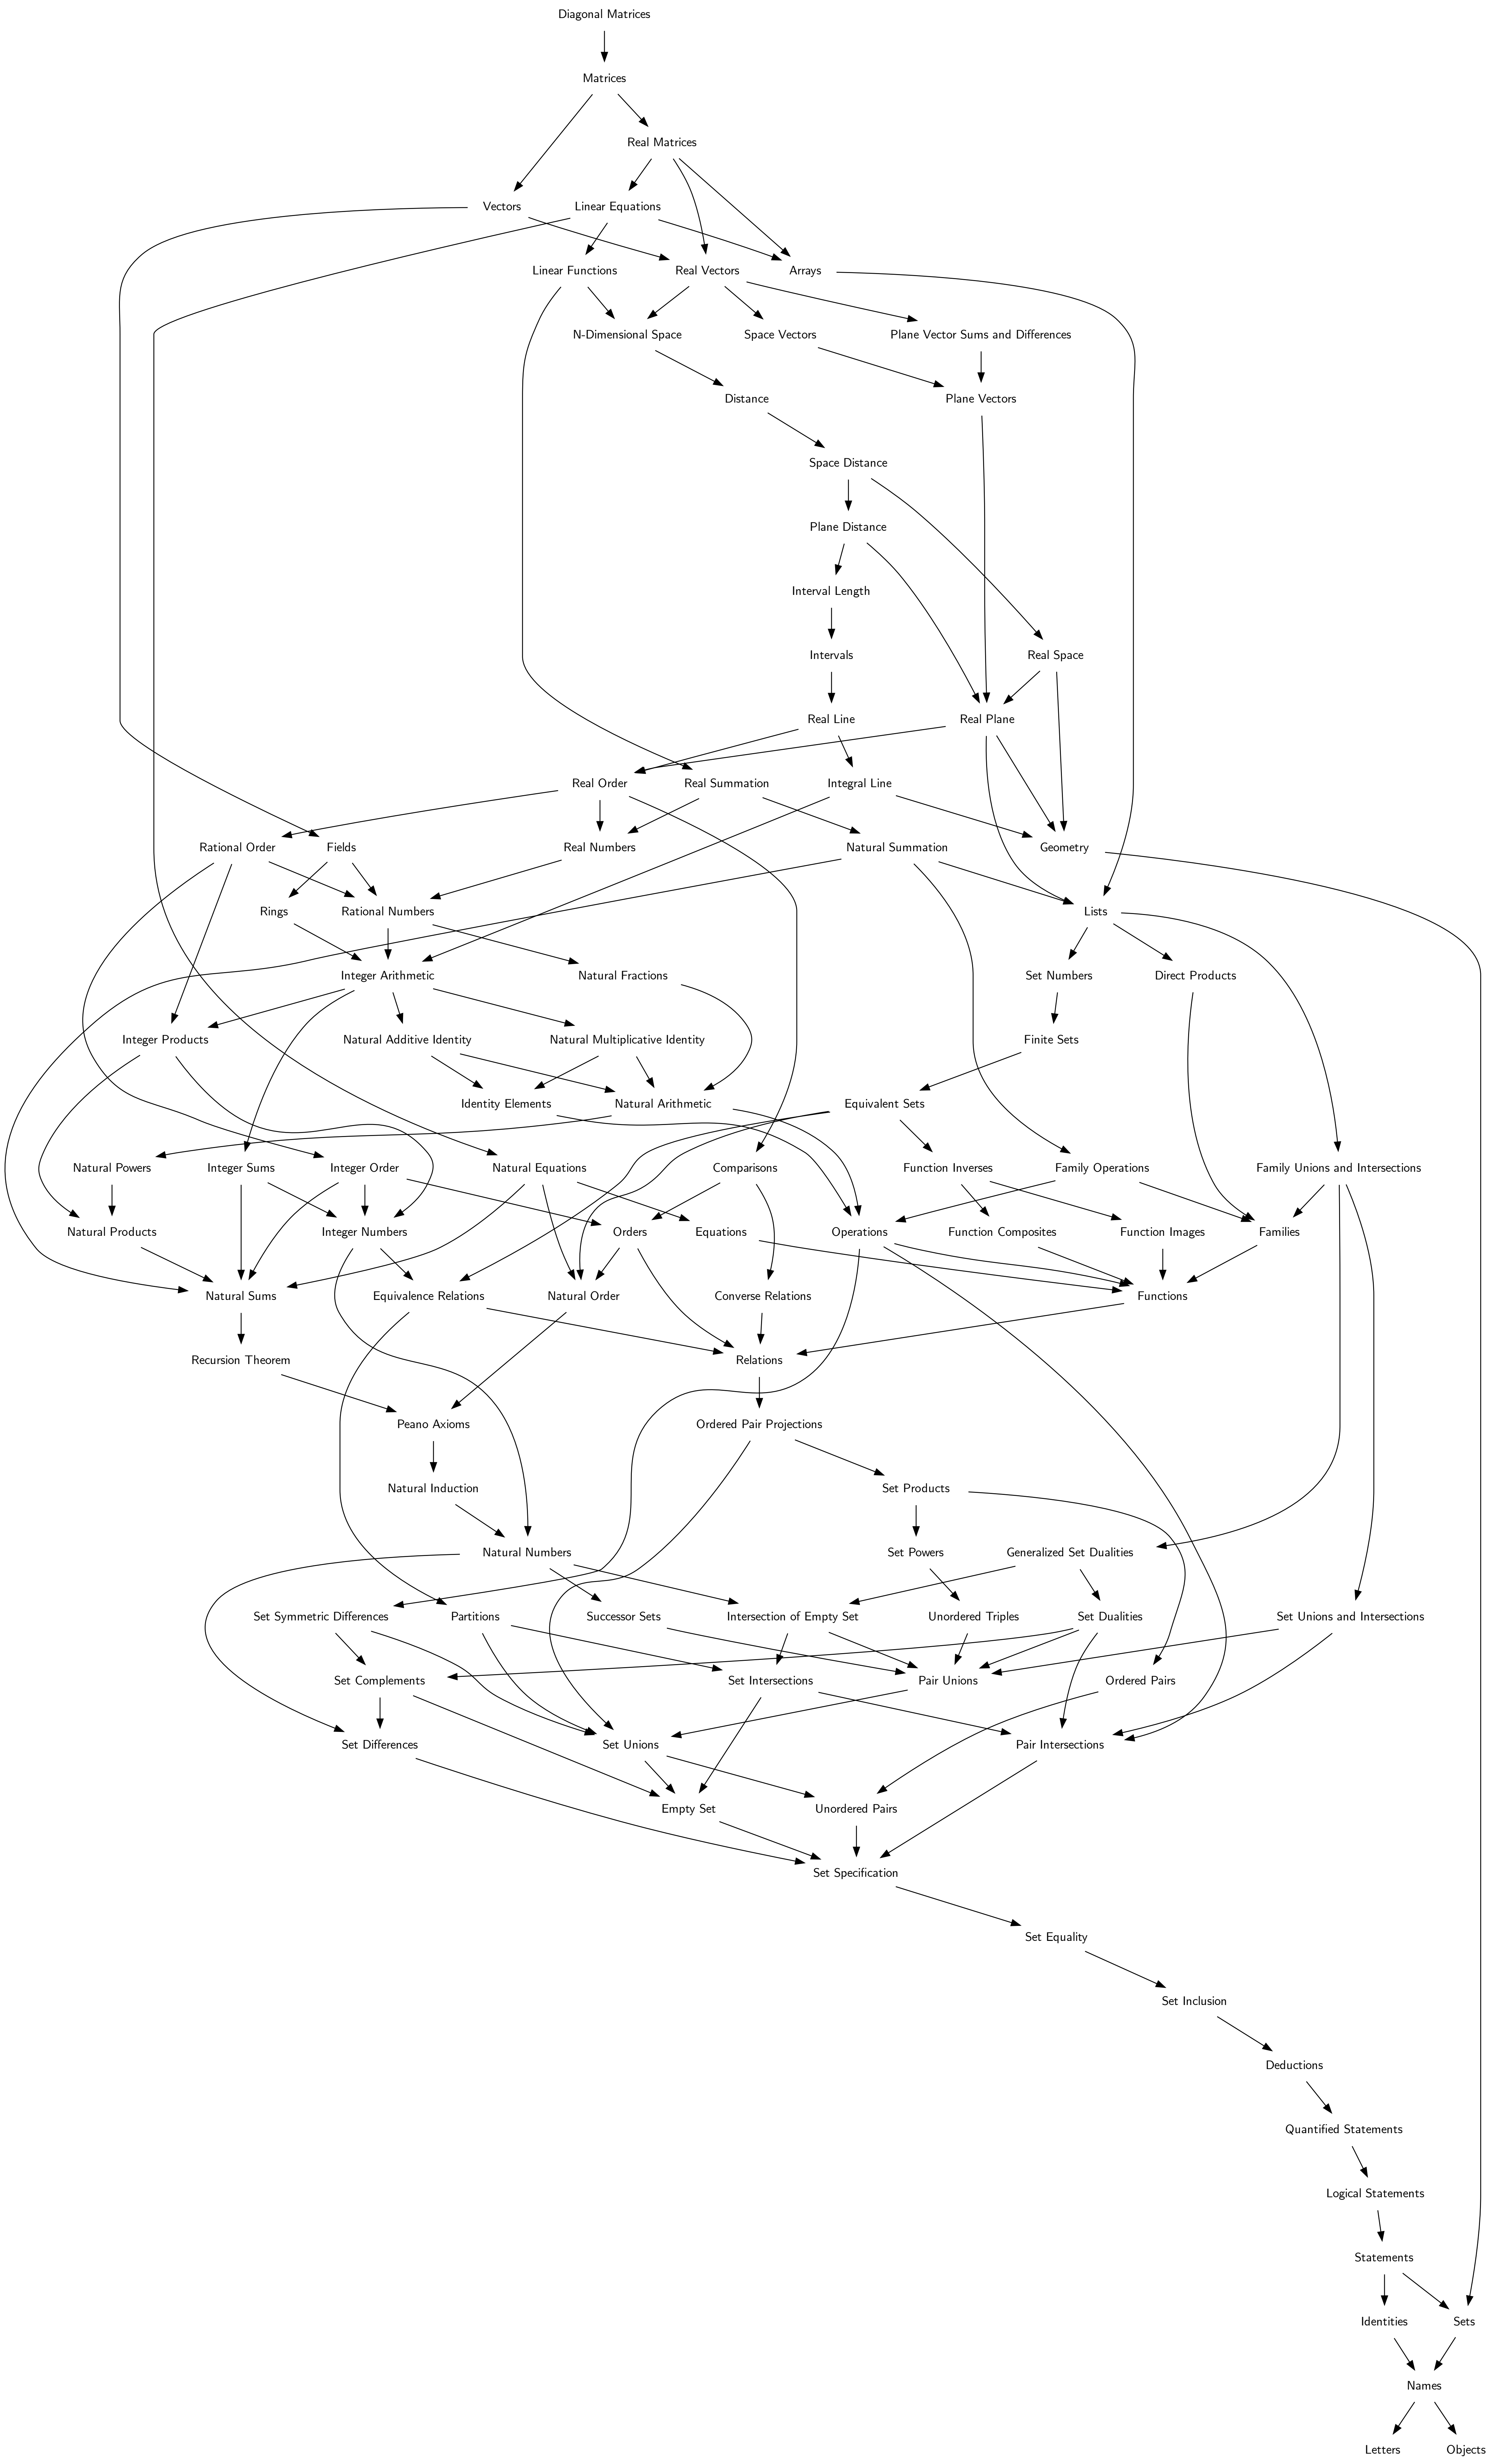 Diagonal Matrices
Matrices
Real Matrices
Vectors
Linear Equations
Linear Functions
Real Vectors
Arrays
N-Dimensional Space
Space Vectors
Plane Vector Sums and Differences
Distance
Plane Vectors
Space Distance
Plane Distance
Interval Length
Intervals
Real Space
Real Line
Real Plane
Real Order
Real Summation
Integral Line
Rational Order
Fields
Real Numbers
Natural Summation
Geometry
Rings
Rational Numbers
Lists
Integer Arithmetic
Natural Fractions
Set Numbers
Direct Products
Integer Products
Natural Additive Identity
Natural Multiplicative Identity
Finite Sets
Identity Elements
Natural Arithmetic
Equivalent Sets
Natural Powers
Integer Sums
Integer Order
Natural Equations
Comparisons
Function Inverses
Family Operations
Family Unions and Intersections
Natural Products
Integer Numbers
Orders
Equations
Operations
Function Composites
Function Images
Families
Natural Sums
Equivalence Relations
Natural Order
Converse Relations
Functions
Recursion Theorem
Relations
Peano Axioms
Ordered Pair Projections
Natural Induction
Set Products
Natural Numbers
Set Powers
Generalized Set Dualities
Set Symmetric Differences
Partitions
Successor Sets
Intersection of Empty Set
Unordered Triples
Set Dualities
Set Unions and Intersections
Set Complements
Set Intersections
Pair Unions
Ordered Pairs
Set Differences
Set Unions
Pair Intersections
Empty Set
Unordered Pairs
Set Specification
Set Equality
Set Inclusion
Deductions
Quantified Statements
Logical Statements
Statements
Identities
Sets
Names
Letters
Objects